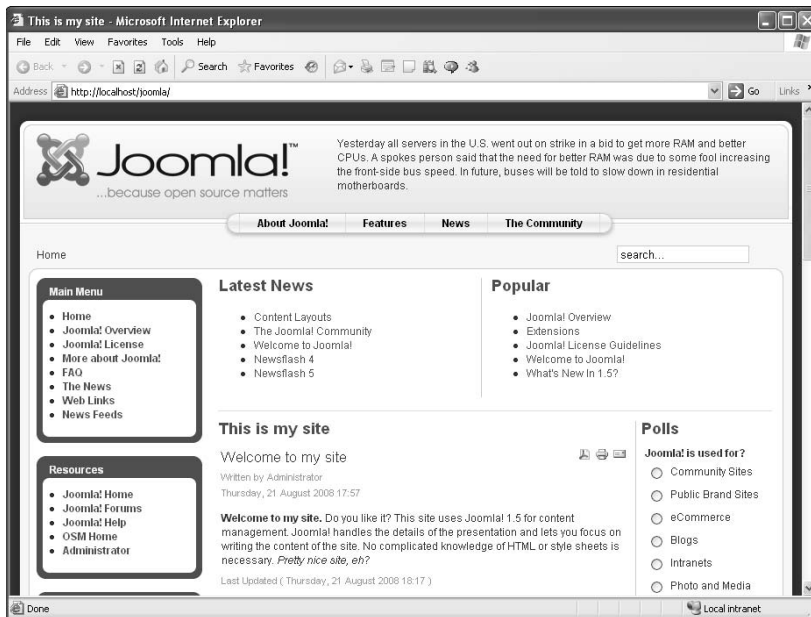 This is my site - Microsoft Internet Explorer
File Edit View Favorites Tools Help
Back Search Favorites
Address http://localhost/joomla/ Go Links
Joomla!™
...because open source matters
Yesterday all servers in the U.S. went out on strike in a bid to get more RAM and better
CPUs. A spokes person said that the need for better RAM was due to some fool increasing
the front-side bus speed. In future, buses will be told to slow down in residential
motherboards.
About Joomla! Features News The Community
Home
search...
Main Menu
Home
Joomla! Overview
Joomla! License
More about Joomla!
FAQ
The News
Web Links
News Feeds
Resources
Joomla! Home
Joomla! Forums
Joomla! Help
OSM Home
Administrator
Latest News
Content Layouts
The Joomla! Community
Welcome to Joomla!
Newsflash 4
Newsflash 5
Popular
Joomla! Overview
Extensions
Joomla! License Guidelines
Welcome to Joomla!
What's New In 1.5?
This is my site
Welcome to my site
Written by Administrator
Thursday, 21 August 2008 17:57
Welcome to my site. Do you like it? This site uses Joomla! 1.5 for content
management. Joomla! handles the details of the presentation and lets you focus on
writing the content of the site. No complicated knowledge of HTML or style sheets is
necessary. Pretty nice site, eh?
Last Updated ( Thursday, 21 August 2008 18:17 )
Polls
Joomla! is used for?
Community Sites
Public Brand Sites
eCommerce
Blogs
Intranets
Photo and Media
Done
Local intranet